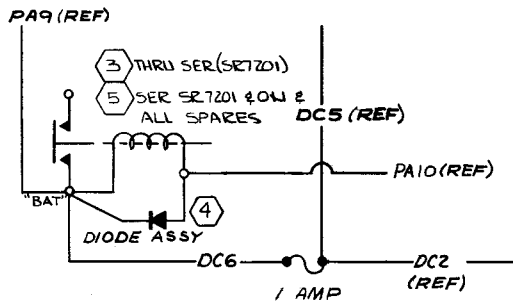 PA9 (REF)
3 THRU SER (SR7201)
5 SER SR7201 & ON &
ALL SPARES
DC5 (REF)
PA10 (REF)
"BAT"
4
DIODE ASSY
DC6
DC2
(REF)
1 AMP